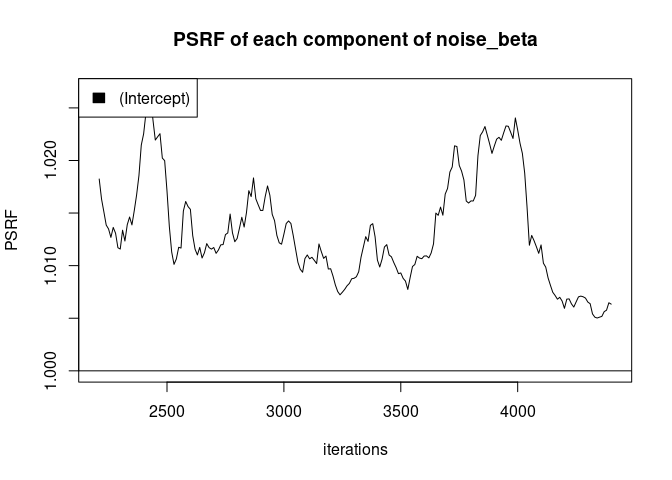 PSRF of each component of noise_beta
(Intercept)
PSRF
1.020
1.010
1.000
2500 3000 3500 4000
iterations